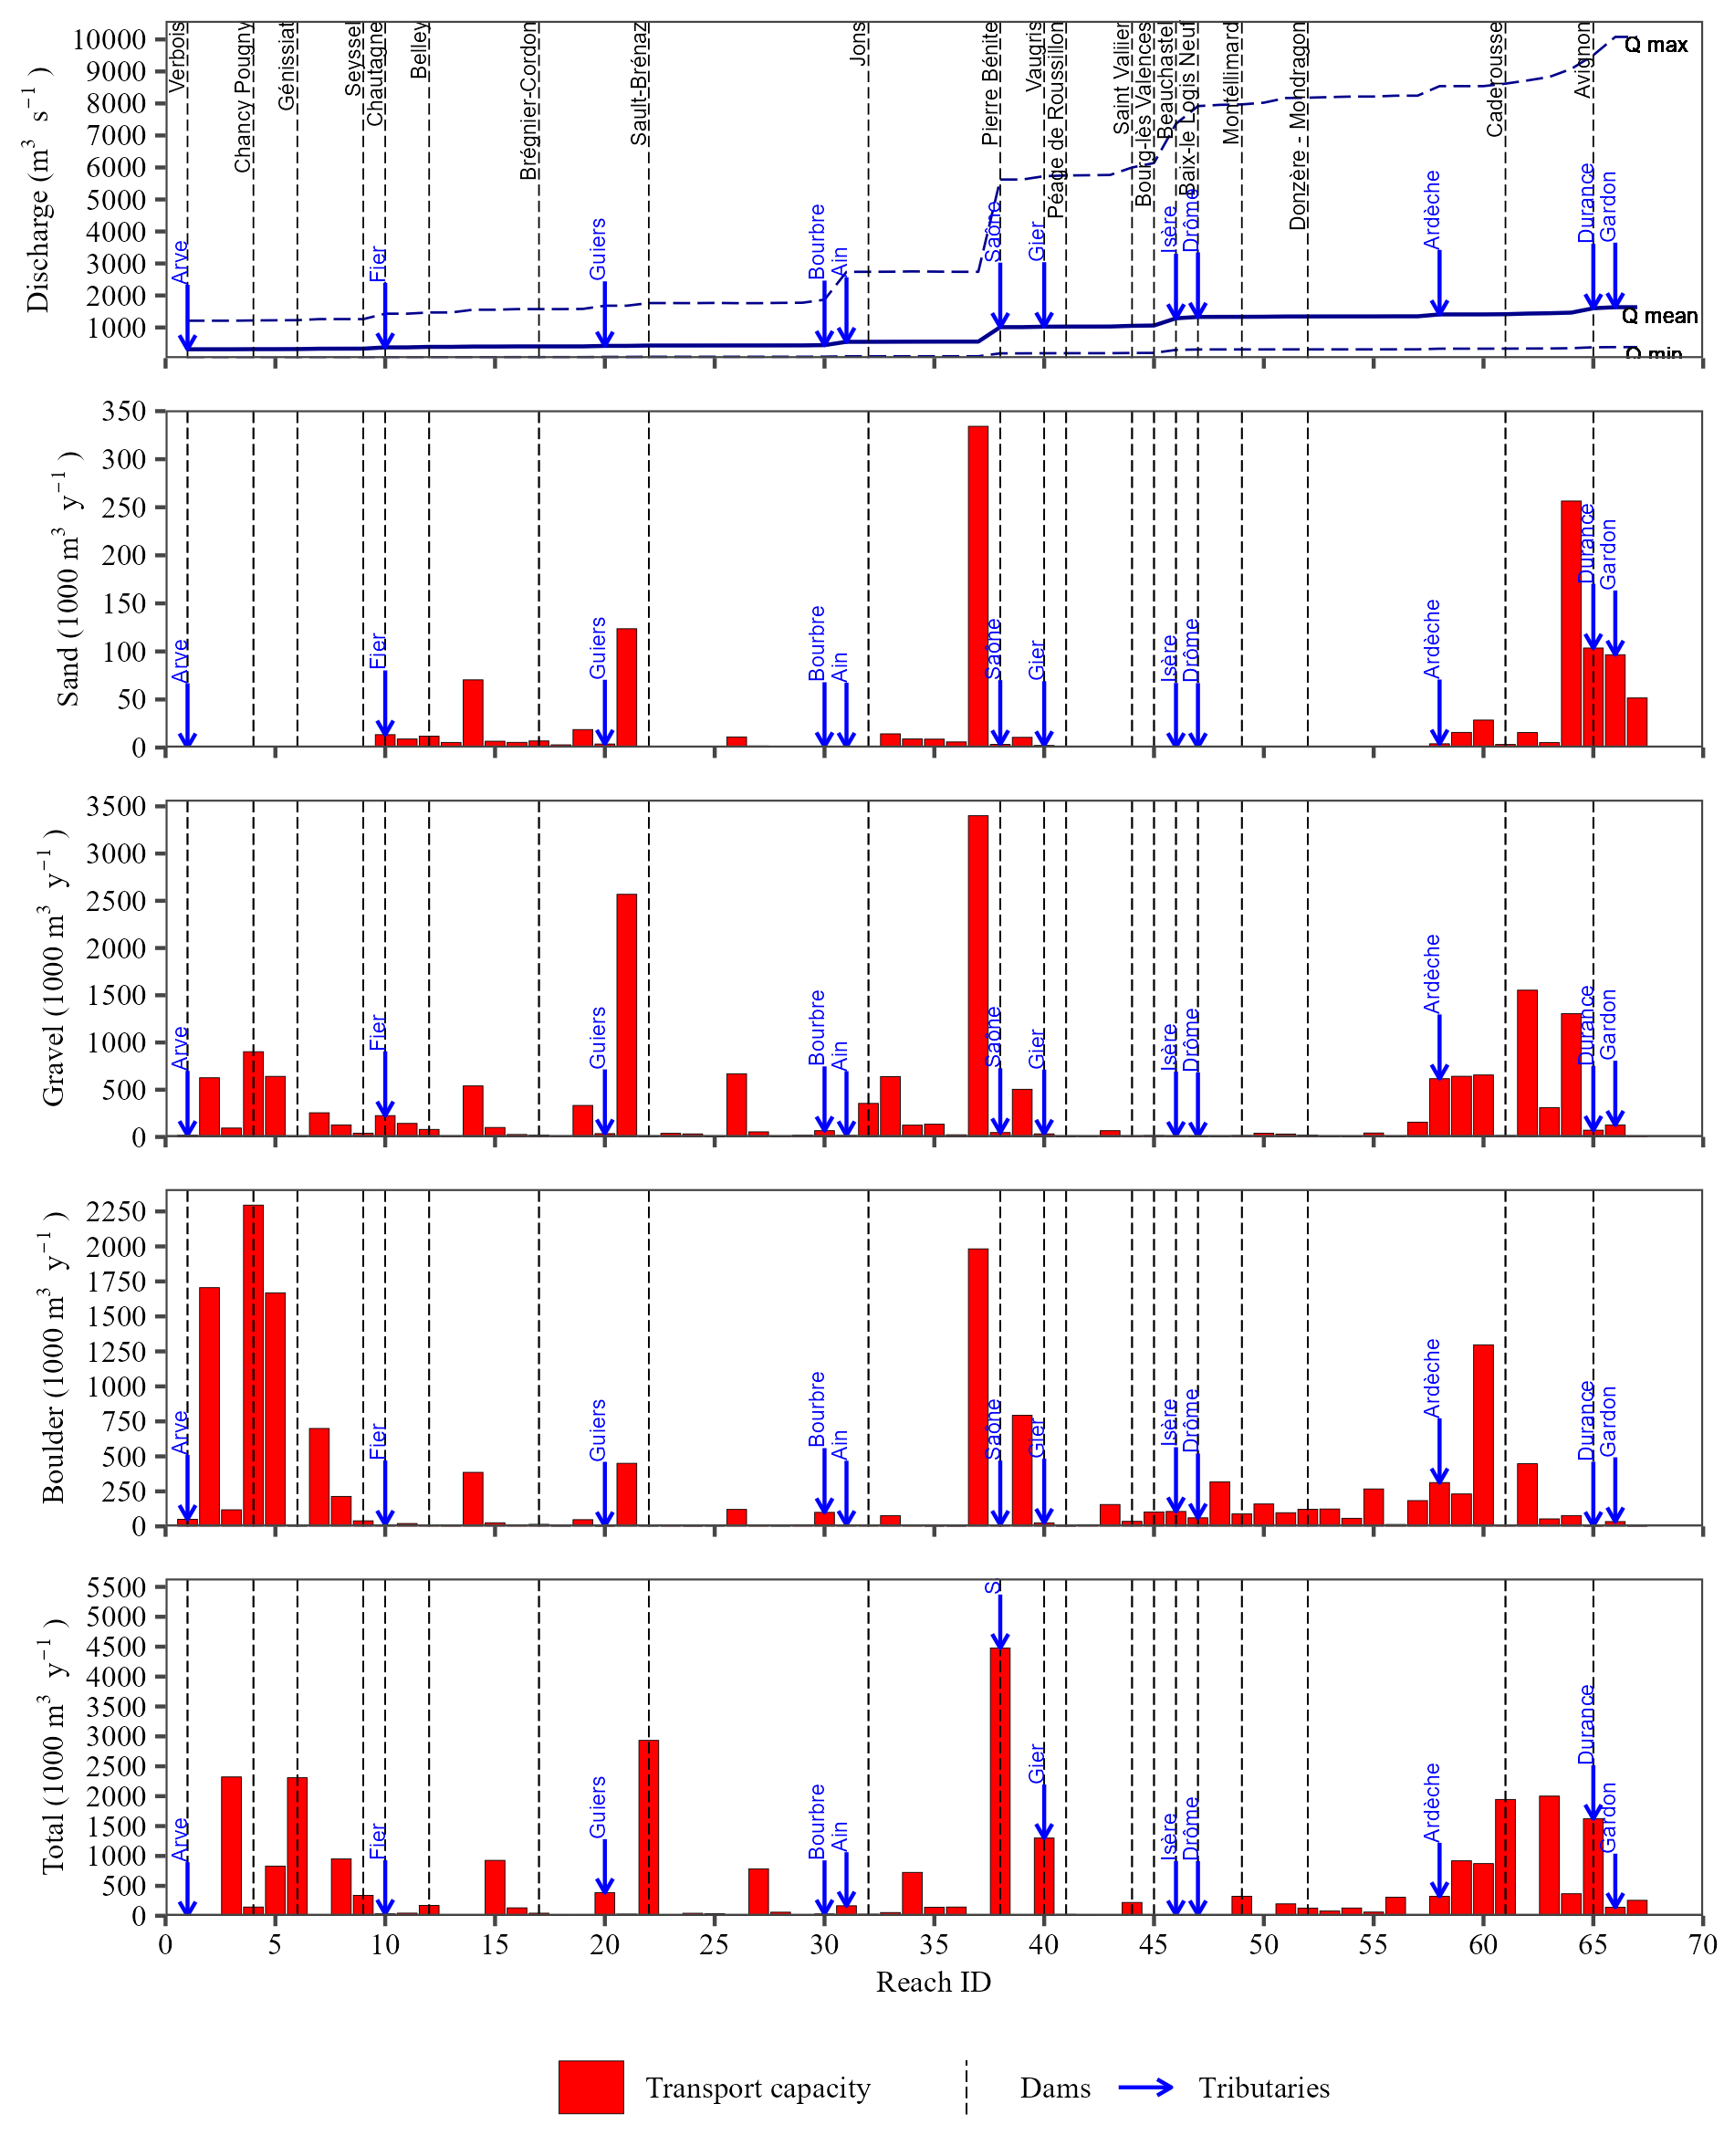 Discharge (m³ s⁻¹)
10000
9000
8000
7000
6000
5000
4000
3000
2000
1000
Verbois
Chancy Pougny
Génissiat
Seyssel
Chautagne
Belley
Brégnier-Cordon
Sault-Brénaz
Jons
Pierre Bénite
Vaugris
Péage de Roussillon
Saint Vallier
Bourg-lès Valences
Beauchastel
Baix-le Logis Neuf
Montélimard
Donzère - Mondragon
Caderousse
Avignon
Arve
Fier
Guiers
Bourbre
Ain
Saône
Gier
Isère
Drôme
Ardèche
Durance
Gardon
Q max
Q mean
Q min
Sand (1000 m³ y⁻¹)
350
300
250
200
150
100
50
0
Arve
Fier
Guiers
Bourbre
Ain
Saône
Gier
Isère
Drôme
Ardèche
Durance
Gardon
Gravel (1000 m³ y⁻¹)
3500
3000
2500
2000
1500
1000
500
0
Arve
Fier
Guiers
Bourbre
Ain
Saône
Gier
Isère
Drôme
Ardèche
Durance
Gardon
Boulder (1000 m³ y⁻¹)
2250
2000
1750
1500
1250
1000
750
500
250
0
Arve
Fier
Guiers
Bourbre
Ain
Saône
Gier
Isère
Drôme
Ardèche
Durance
Gardon
Total (1000 m³ y⁻¹)
5500
5000
4500
4000
3500
3000
2500
2000
1500
1000
500
0
Arve
Fier
Guiers
Bourbre
Ain
S
Gier
Isère
Drôme
Ardèche
Durance
Gardon
0 5 10 15 20 25 30 35 40 45 50 55 60 65 70
Reach ID
Transport capacity Dams Tributaries